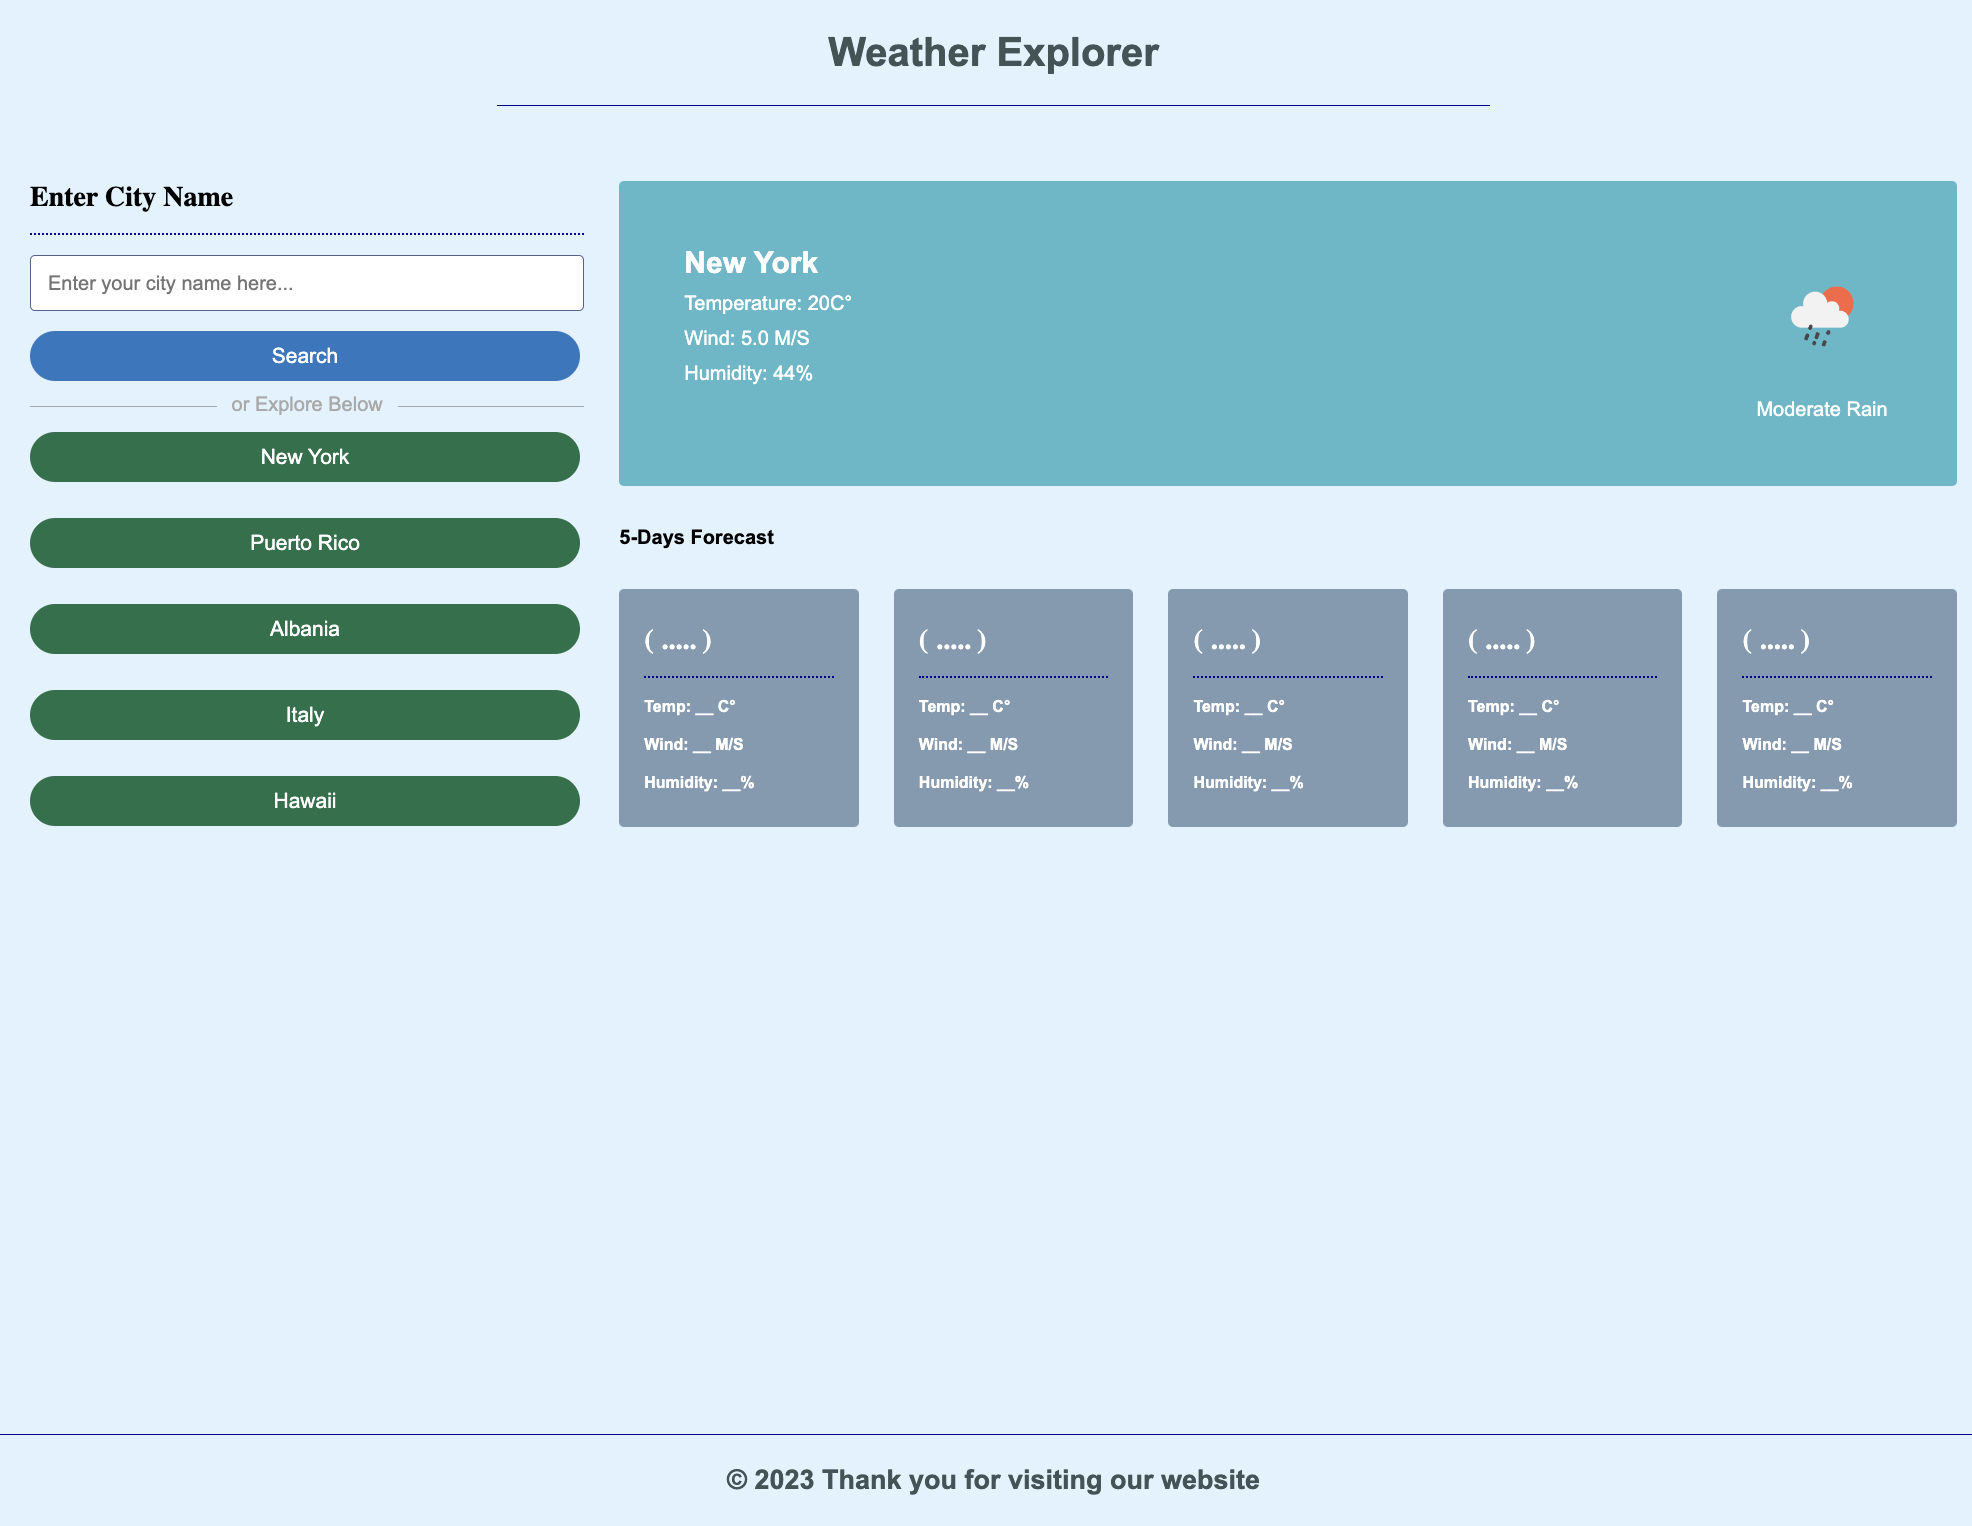 Weather Explorer
Enter City Name
Enter your city name here...
Search
or Explore Below
New York
Puerto Rico
Albania
Italy
Hawaii
New York
Temperature: 20C°
Wind: 5.0 M/S
Humidity: 44%
Moderate Rain
5-Days Forecast
( ..... )
Temp: __ C°
Wind: __ M/S
Humidity: __%
( ..... )
Temp: __ C°
Wind: __ M/S
Humidity: __%
( ..... )
Temp: __ C°
Wind: __ M/S
Humidity: __%
( ..... )
Temp: __ C°
Wind: __ M/S
Humidity: __%
( ..... )
Temp: __ C°
Wind: __ M/S
Humidity: __%
© 2023 Thank you for visiting our website